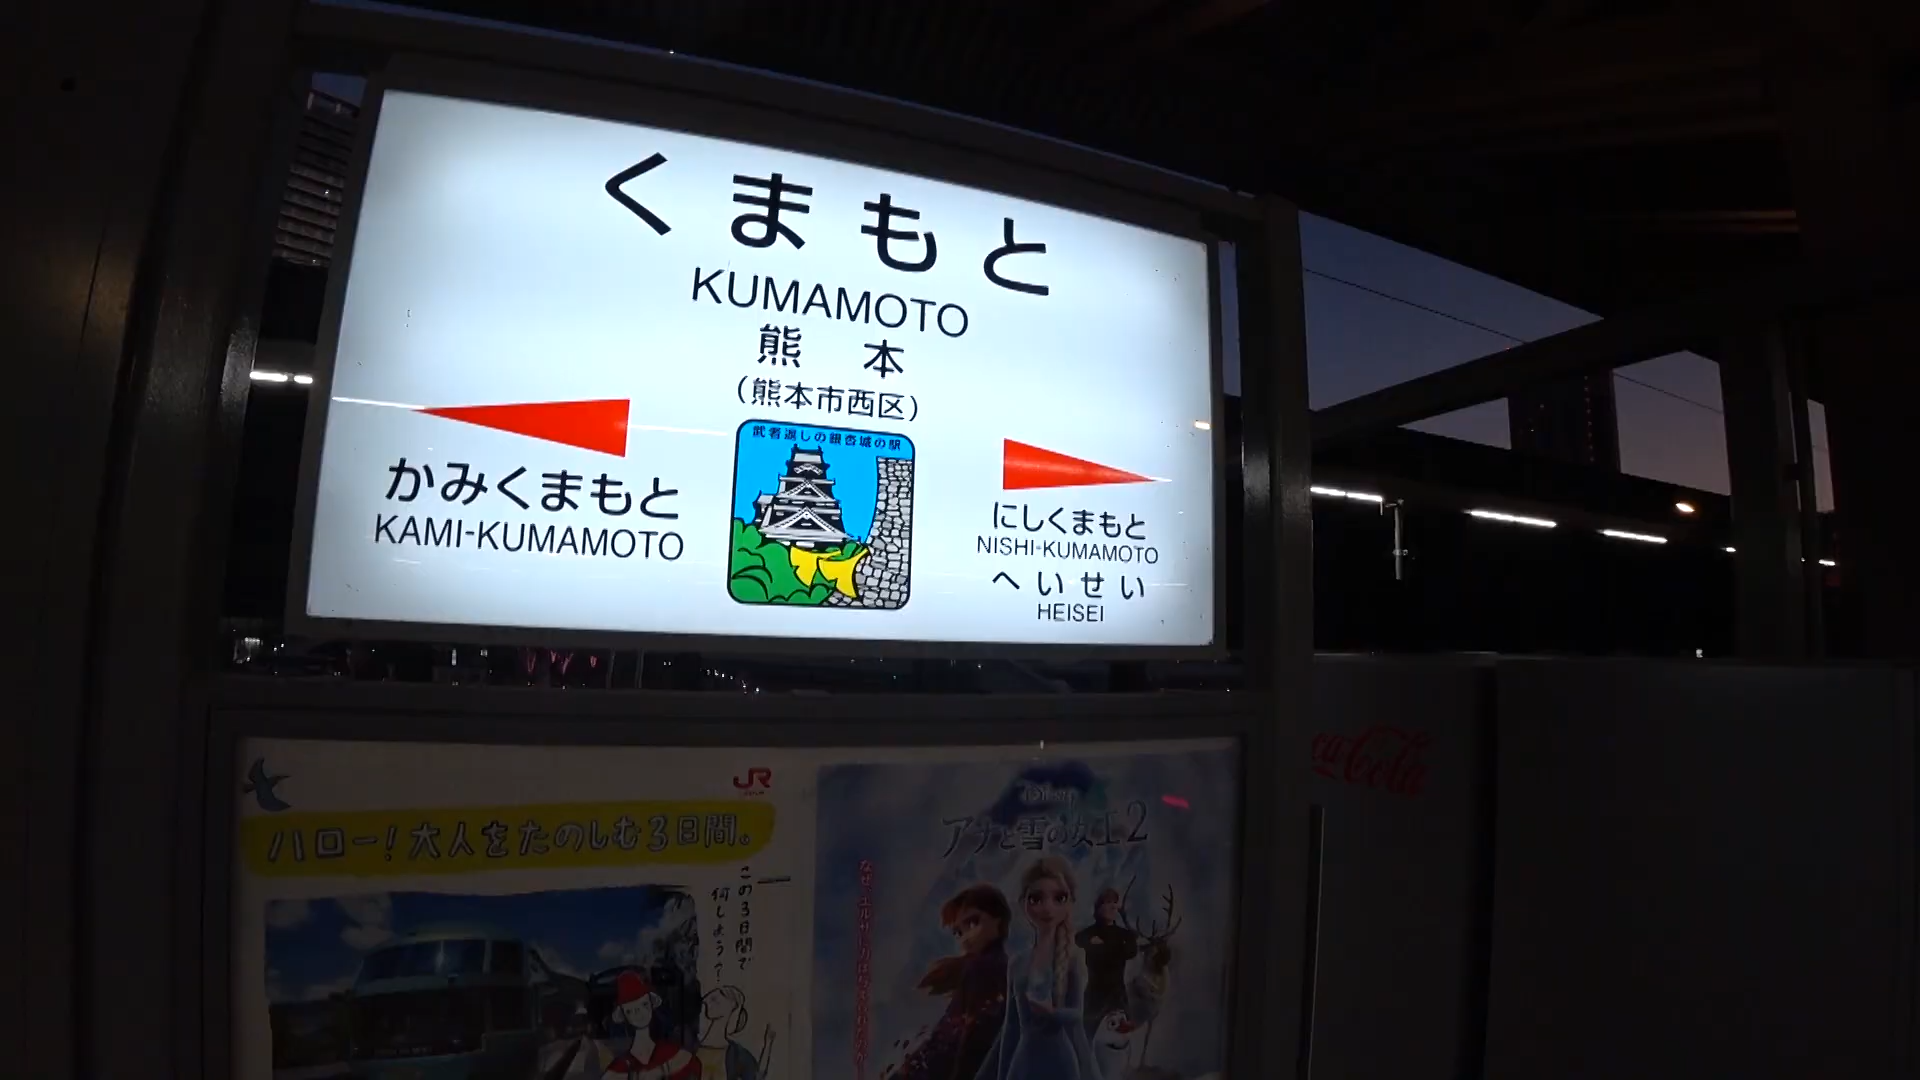 くまもと
KUMAMOTO
熊 本
(熊本市西区)
武者返しの銀杏城の駅
かみくまもと
KAMI-KUMAMOTO
にしくまもと
NISHI-KUMAMOTO
へいせい
HEISEI
JR
ハロー!大人をたのしむ3日間。
この3日間で
何しよう?
Disney
アナと雪の女王2
Coca-Cola